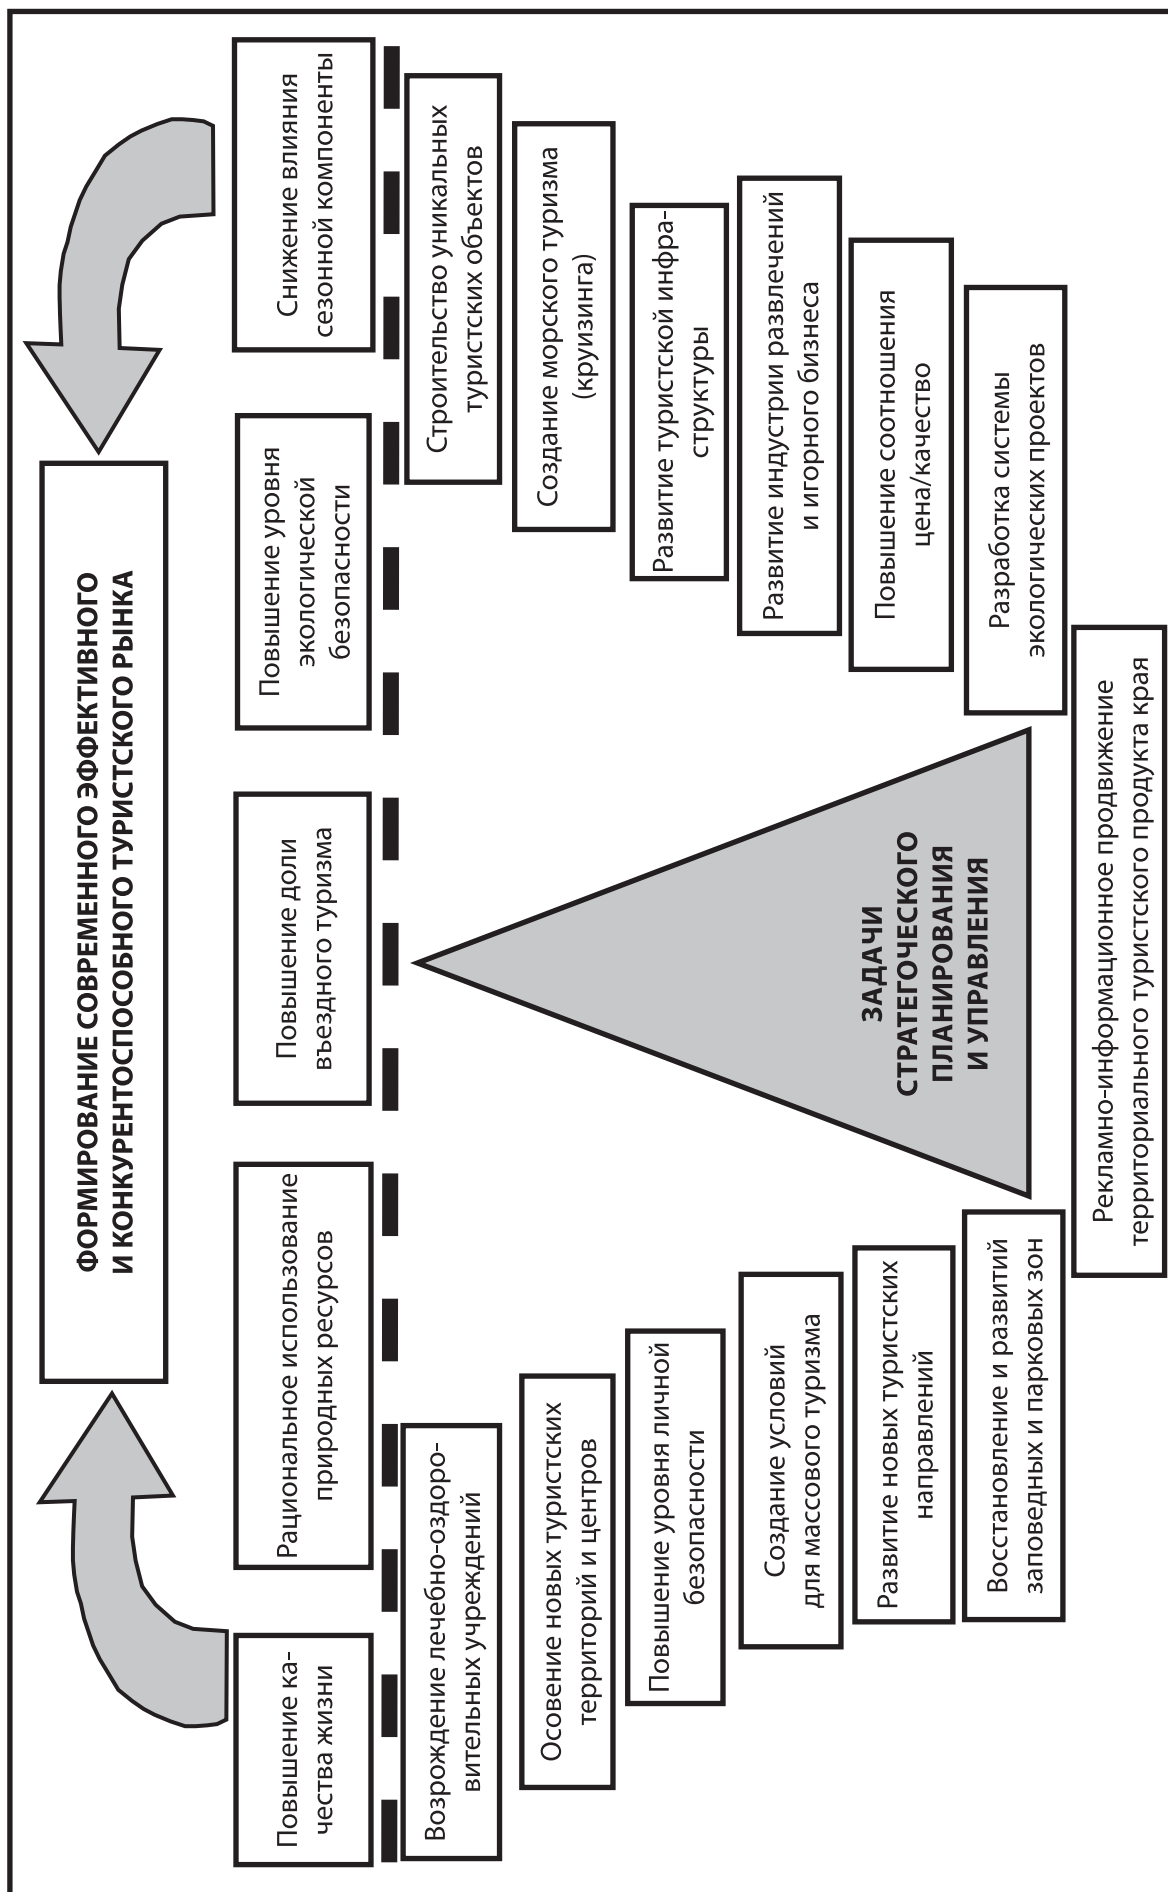 ФОРМИРОВАНИЕ СОВРЕМЕННОГО ЭФФЕКТИВНОГО
И КОНКУРЕНТОСПОСОБНОГО ТУРИСТСКОГО РЫНКА
Повышение ка-
чества жизни
Рациональное использование
природных ресурсов
Повышение доли
въездного туризма
Повышение уровня
экологической
безопасности
Снижение влияния
сезонной компоненты
Возрождение лечебно-оздоро-
вительных учреждений
Осовение новых туристских
территорий и центров
Повышение уровня личной
безопасности
Создание условий
для массового туризма
Развитие новых туристских
направлений
Восстановление и развитий
заповедных и парковых зон
ЗАДАЧИ
СТРАТЕГОЧЕСКОГО
ПЛАНИРОВАНИЯ
И УПРАВЛЕНИЯ
Строительство уникальных
туристских объектов
Создание морского туризма
(круизинга)
Развитие туристской инфра-
структуры
Развитие индустрии развлечений
и игорного бизнеса
Повышение соотношения
цена/качество
Разработка системы
экологических проектов
Рекламно-информационное продвижение
территориального туристского продукта края